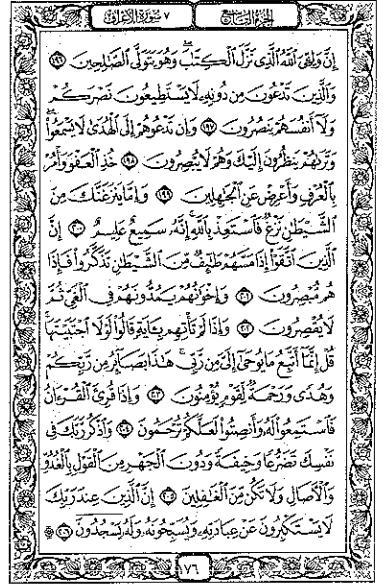 ٧ سورة الأعراف الجزء التاسع
إِنَّ وَلِـِّۧيَ ٱللَّهُ ٱلَّذِي نَزَّلَ ٱلۡكِتَٰبَۖ وَهُوَ يَتَوَلَّى ٱلصَّٰلِحِينَ ١٩٦
وَٱلَّذِينَ تَدۡعُونَ مِن دُونِهِۦ لَا يَسۡتَطِيعُونَ نَصۡرَكُمۡ
وَلَآ أَنفُسَهُمۡ يَنصُرُونَ ١٩٧ وَإِن تَدۡعُوهُمۡ إِلَى ٱلۡهُدَىٰ لَا يَسۡمَعُواْۖ
وَتَرَىٰهُمۡ يَنظُرُونَ إِلَيۡكَ وَهُمۡ لَا يُبۡصِرُونَ ١٩٨ خُذِ ٱلۡعَفۡوَ وَأۡمُرۡ
بِٱلۡعُرۡفِ وَأَعۡرِضۡ عَنِ ٱلۡجَٰهِلِينَ ١٩٩ وَإِمَّا يَنزَغَنَّكَ مِنَ
ٱلشَّيۡطَٰنِ نَزۡغٞ فَٱسۡتَعِذۡ بِٱللَّهِۚ إِنَّهُۥ سَمِيعٌ عَلِيمٌ ٢٠٠ إِنَّ
ٱلَّذِينَ ٱتَّقَوۡاْ إِذَا مَسَّهُمۡ طَٰٓئِفٞ مِّنَ ٱلشَّيۡطَٰنِ تَذَكَّرُواْ فَإِذَا
هُم مُّبۡصِرُونَ ٢٠١ وَإِخۡوَٰنُهُمۡ يَمُدُّونَهُمۡ فِي ٱلۡغَيِّ ثُمَّ
لَا يُقۡصِرُونَ ٢٠٢ وَإِذَا لَمۡ تَأۡتِهِم بِـَٔايَةٖ قَالُواْ لَوۡلَا ٱجۡتَبَيۡتَهَاۚ
قُلۡ إِنَّمَآ أَتَّبِعُ مَا يُوحَىٰٓ إِلَيَّ مِن رَّبِّيۚ هَٰذَا بَصَآئِرُ مِن رَّبِّكُمۡ
وَهُدٗى وَرَحۡمَةٞ لِّقَوۡمٖ يُؤۡمِنُونَ ٢٠٣ وَإِذَا قُرِئَ ٱلۡقُرۡءَانُ
فَٱسۡتَمِعُواْ لَهُۥ وَأَنصِتُواْ لَعَلَّكُمۡ تُرۡحَمُونَ ٢٠٤ وَٱذۡكُر رَّبَّكَ فِي
نَفۡسِكَ تَضَرُّعٗا وَخِيفَةٗ وَدُونَ ٱلۡجَهۡرِ مِنَ ٱلۡقَوۡلِ بِٱلۡغُدُوِّ
وَٱلۡأٓصَالِ وَلَا تَكُن مِّنَ ٱلۡغَٰفِلِينَ ٢٠٥ إِنَّ ٱلَّذِينَ عِندَ رَبِّكَ
لَا يَسۡتَكۡبِرُونَ عَنۡ عِبَادَتِهِۦ وَيُسَبِّحُونَهُۥ وَلَهُۥ يَسۡجُدُونَۤ ۩ ٢٠٦
١٧٦